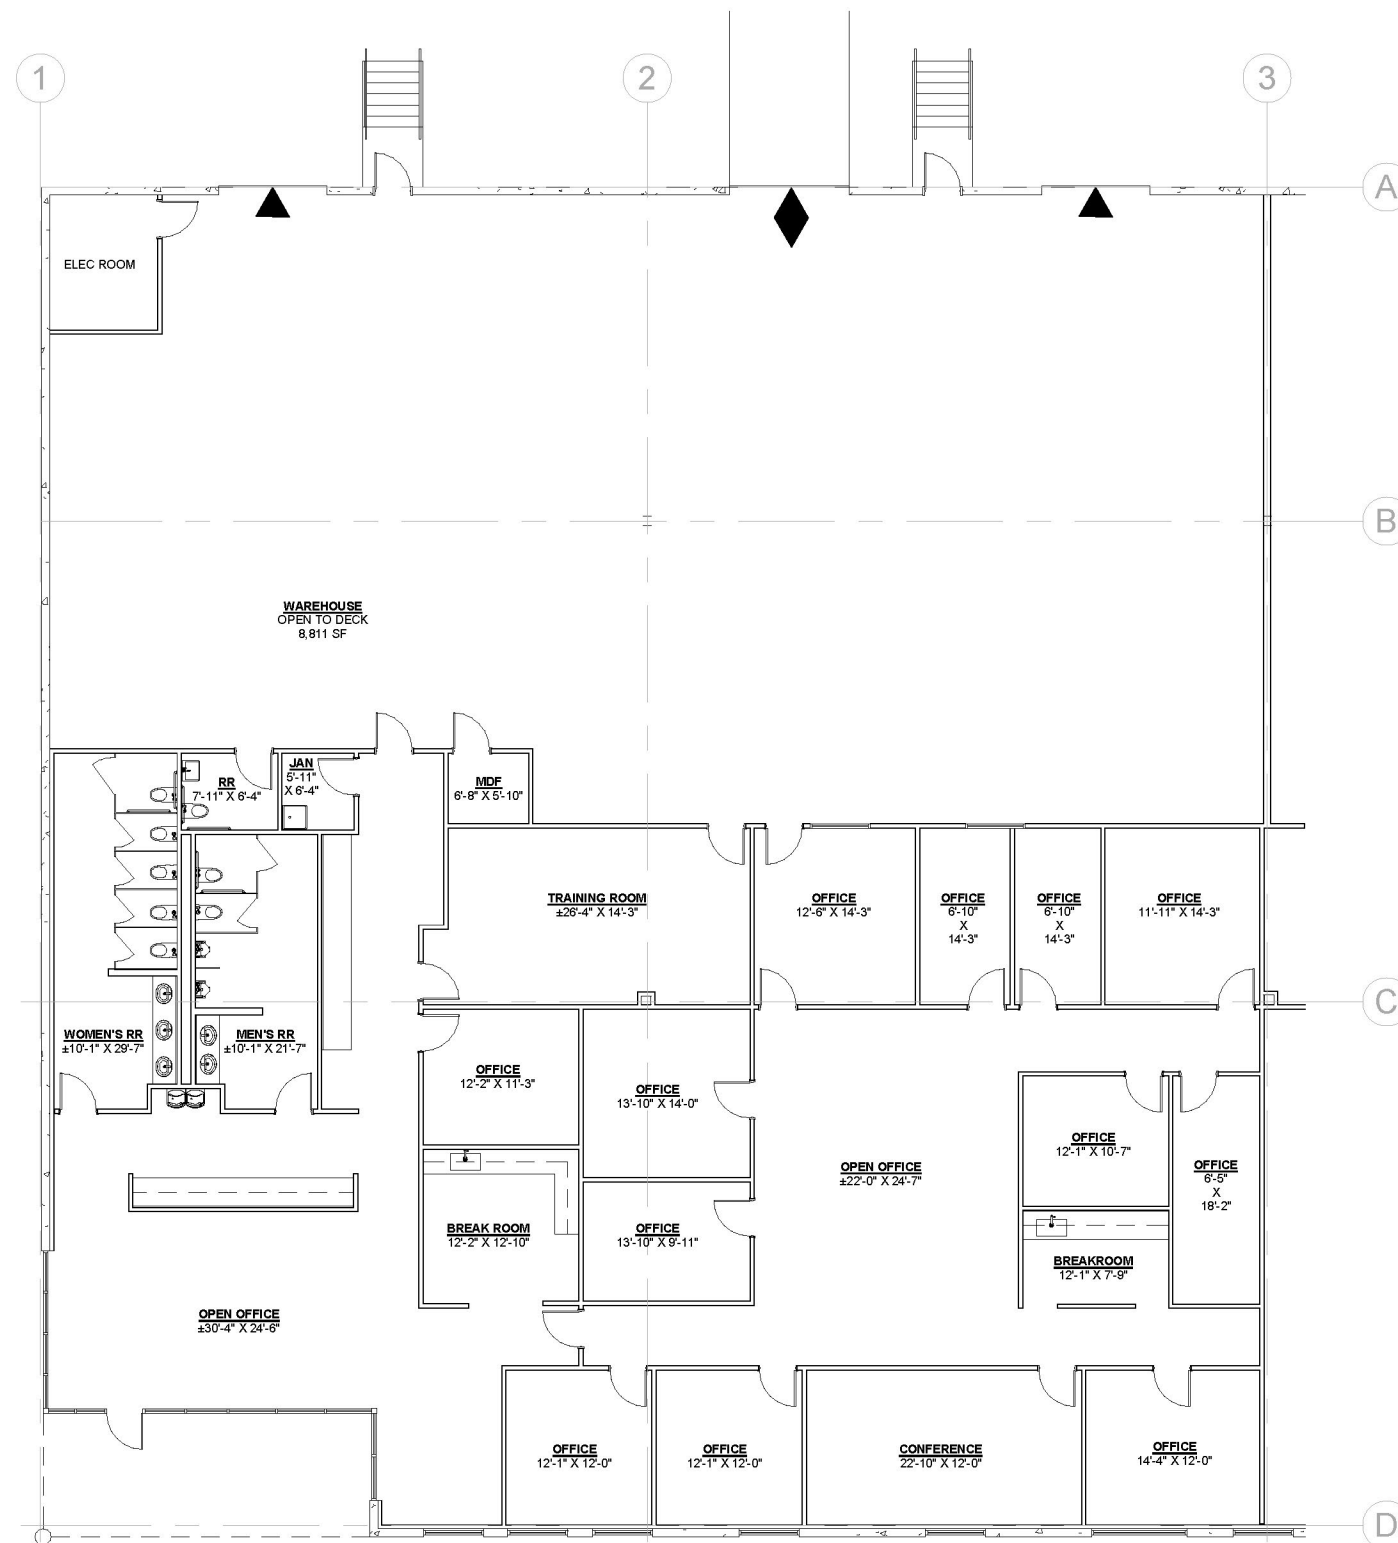 1
2
3
A
ELEC ROOM
B
WAREHOUSE
OPEN TO DECK
8,811 SF
RR
7'-11" X 6'-4"
JAN
5'-11"
X 6'-4"
MDF
6'-8" X 5'-10"
TRAINING ROOM
±26'-4" X 14'-3"
OFFICE
12'-6" X 14'-3"
OFFICE
6'-10"
X
14'-3"
OFFICE
6'-10"
X
14'-3"
OFFICE
11'-11" X 14'-3"
C
WOMEN'S RR
±10'-1" X 29'-7"
MEN'S RR
±10'-1" X 21'-7"
OFFICE
12'-2" X 11'-3"
OFFICE
13'-10" X 14'-0"
OFFICE
12'-1" X 10'-7"
OPEN OFFICE
±22'-0" X 24'-7"
OFFICE
6'-5"
X
18'-2"
BREAK ROOM
12'-2" X 12'-10"
OFFICE
13'-10" X 9'-11"
BREAKROOM
12'-1" X 7'-9"
OPEN OFFICE
±30'-4" X 24'-6"
OFFICE
12'-1" X 12'-0"
OFFICE
12'-1" X 12'-0"
CONFERENCE
22'-10" X 12'-0"
OFFICE
14'-4" X 12'-0"
D